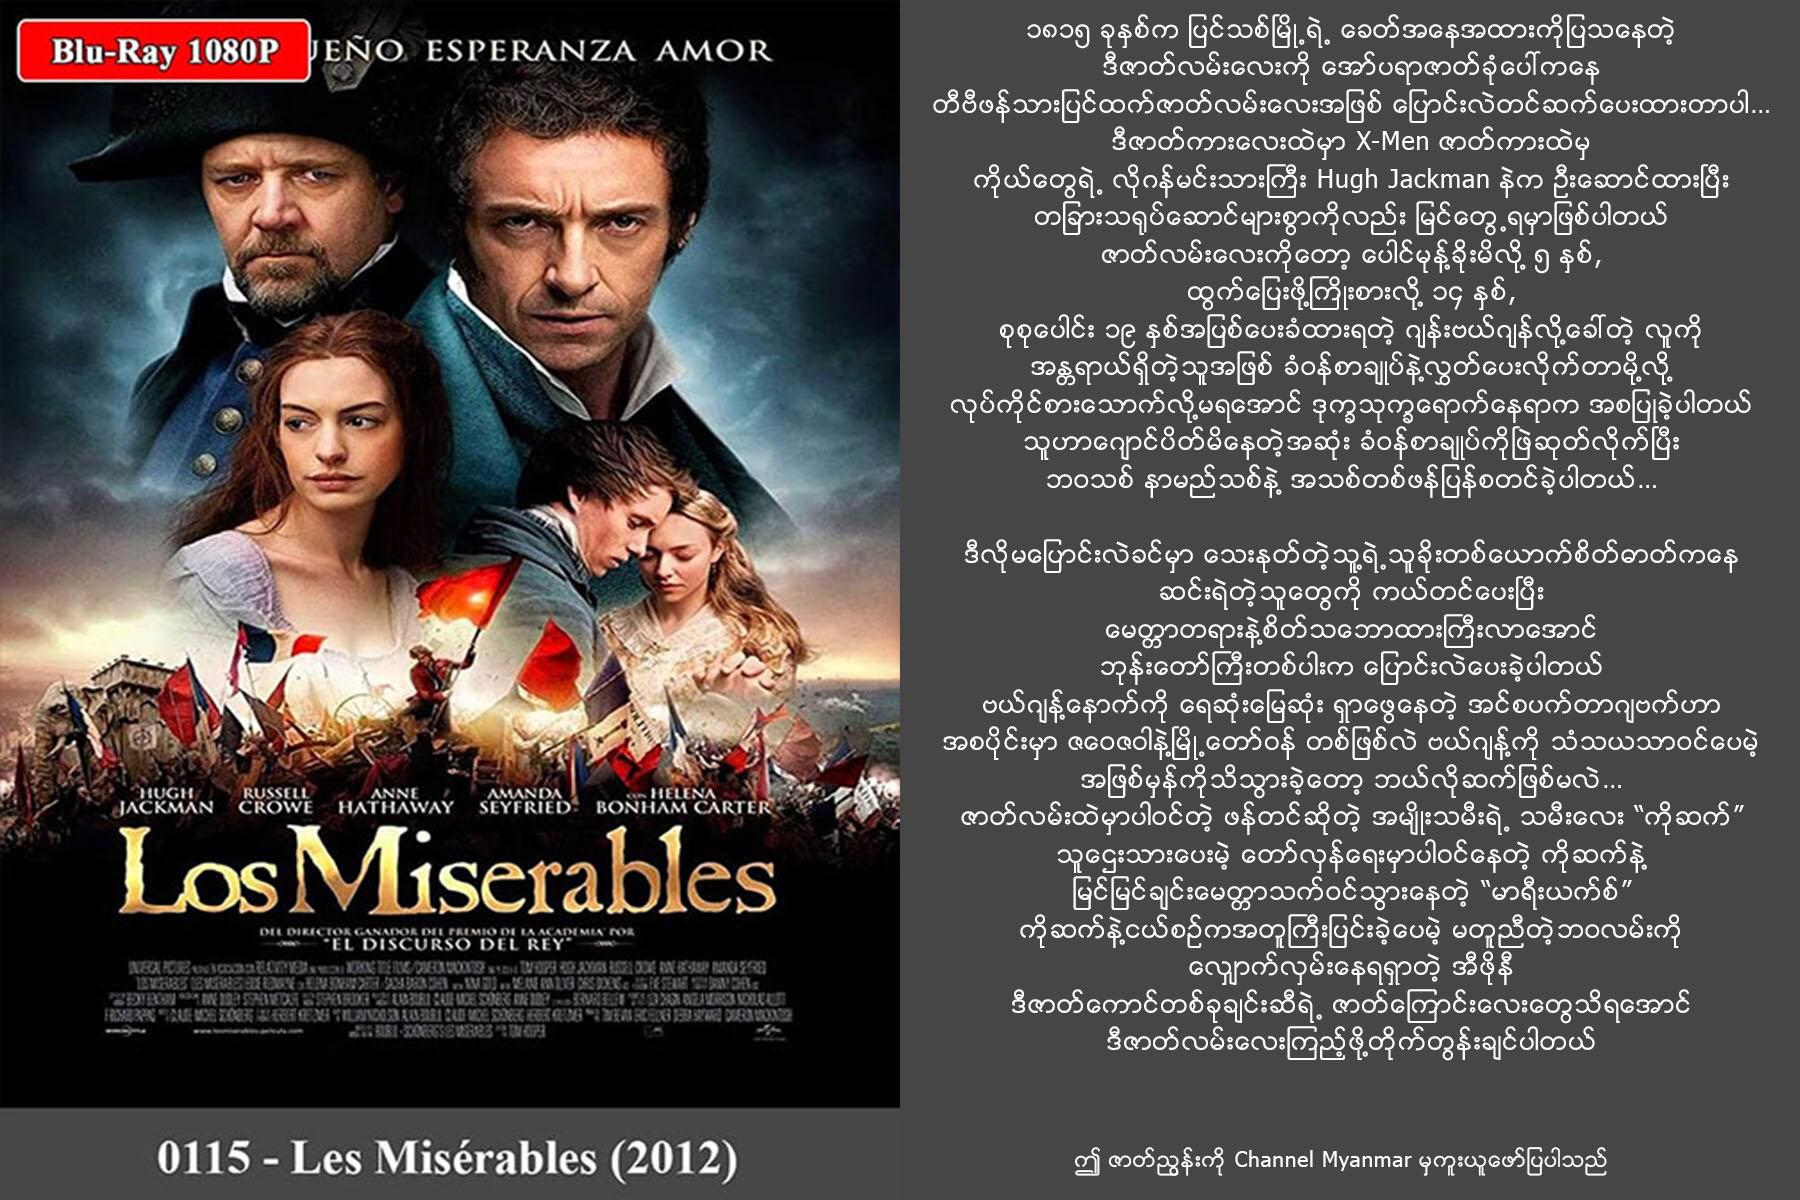 Blu-Ray 1080P
UEÑO ESPERANZA AMOR
HUGH JACKMAN
RUSSELL CROWE
ANNE HATHAWAY
AMANDA SEYFRIED
CON HELENA BONHAM CARTER
LOS MISERABLES
DEL DIRECTOR GANADOR DEL PREMIO DE LA ACADEMIA POR
"EL DISCURSO DEL REY"
0115 - Les Misérables (2012)
၁၈၁၅ ခုနှစ်က ပြင်သစ်မြို့ရဲ့ ခေတ်အနေအထားကိုပြသနေတဲ့
ဒီဇာတ်လမ်းလေးကို အော်ပရာဇာတ်ခုံပေါ်ကနေ
တီဗီဖန်သားပြင်ထက်ဇာတ်လမ်းလေးအဖြစ် ပြောင်းလဲတင်ဆက်ပေးထားတာပါ...
ဒီဇာတ်ကားလေးထဲမှာ X-Men ဇာတ်ကားထဲမှ
ကိုယ်တွေရဲ့ လိုဂန်မင်းသားကြီး Hugh Jackman နဲက ဦးဆောင်ထားပြီး
တခြားသရုပ်ဆောင်များစွာကိုလည်း မြင်တွေ့ရမှာဖြစ်ပါတယ်
ဇာတ်လမ်းလေးကိုတော့ ပေါင်မုန့်ခိုးမိလို့ ၅ နှစ်,
ထွက်ပြေးဖို့ကြိုးစားလို့ ၁၄ နှစ်,
စုစုပေါင်း ၁၉ နှစ်အပြစ်ပေးခံထားရတဲ့ ဂျန်းဗယ်ဂျန်လို့ခေါ်တဲ့ လူကို
အန္တရာယ်ရှိတဲ့သူအဖြစ် ခံဝန်စာချုပ်နဲ့လွှတ်ပေးလိုက်တာမို့လို့
လုပ်ကိုင်စားသောက်လို့မရအောင် ဒုက္ခသုက္ခရောက်နေရာက အစပြုခဲ့ပါတယ်
သူဟာဂျောင်ပိတ်မိနေတဲ့အဆုံး ခံဝန်စာချုပ်ကိုဖြဲဆုတ်လိုက်ပြီး
ဘဝသစ် နာမည်သစ်နဲ့ အသစ်တစ်ဖန်ပြန်စတင်ခဲ့ပါတယ်...
ဒီလိုမပြောင်းလဲခင်မှာ သေးနုတ်တဲ့သူ့ရဲ့သူခိုးတစ်ယောက်စိတ်ဓာတ်ကနေ
ဆင်းရဲတဲ့သူတွေကို ကယ်တင်ပေးပြီး
မေတ္တာတရားနဲ့စိတ်သဘောထားကြီးလာအောင်
ဘုန်းတော်ကြီးတစ်ပါးက ပြောင်းလဲပေးခဲ့ပါတယ်
ဗယ်ဂျန့်နောက်ကို ရေဆုံးမြေဆုံး ရှာဖွေနေတဲ့ အင်စပက်တာဂျဗက်ဟာ
အစပိုင်းမှာ ဇဝေဇဝါနဲ့မြို့တော်ဝန် တစ်ဖြစ်လဲ ဗယ်ဂျန့်ကို သံသယသာဝင်ပေမဲ့
အဖြစ်မှန်ကိုသိသွားခဲ့တော့ ဘယ်လိုဆက်ဖြစ်မလဲ...
ဇာတ်လမ်းထဲမှာပါဝင်တဲ့ ဖန်တင်ဆိုတဲ့ အမျိုးသမီးရဲ့ သမီးလေး “ကိုဆက်”
သူဌေးသားပေးမဲ့ တော်လှန်ရေးမှာပါဝင်နေတဲ့ ကိုဆက်နဲ့
မြင်မြင်ချင်းမေတ္တာသက်ဝင်သွားနေတဲ့ “မာရီးယက်စ်”
ကိုဆက်နဲ့ငယ်စဉ်ကအတူကြီးပြင်းခဲ့ပေမဲ့ မတူညီတဲ့ဘဝလမ်းကို
လျှောက်လှမ်းနေရရှာတဲ့ အီဖိုနီ
ဒီဇာတ်ကောင်တစ်ခုချင်းဆီရဲ့ ဇာတ်ကြောင်းလေးတွေသိရအောင်
ဒီဇာတ်လမ်းလေးကြည့်ဖို့တိုက်တွန်းချင်ပါတယ်
ဤ ဇာတ်ညွှန်းကို Channel Myanmar မှကူးယူဖော်ပြပါသည်